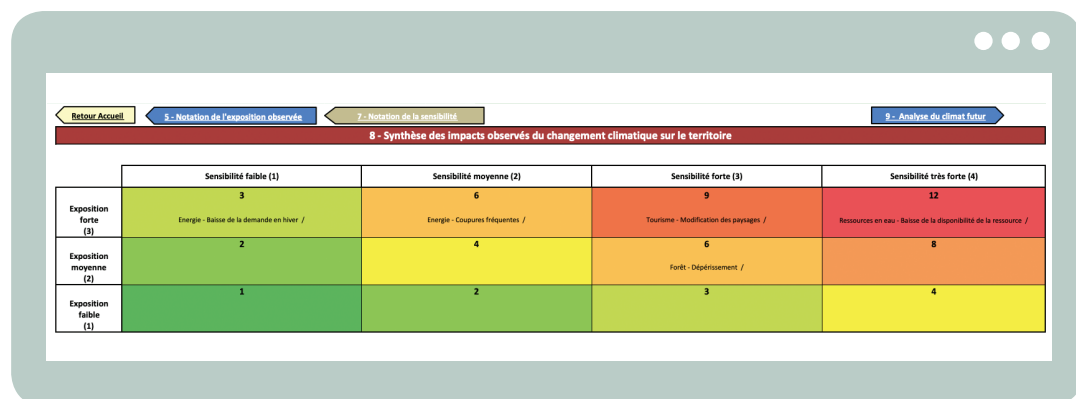 Retour Accueil
5 - Notation de l'exposition observée
7 - Notation de la sensibilité
9 - Analyse du climat futur
8 - Synthèse des impacts observés du changement climatique sur le territoire
Sensibilité faible (1)
Sensibilité moyenne (2)
Sensibilité forte (3)
Sensibilité très forte (4)
Exposition
forte
(3)
3
Energie - Baisse de la demande en hiver /
6
Energie - Coupures fréquentes /
9
Tourisme - Modification des paysages /
12
Ressources en eau - Baisse de la disponibilité de la ressource /
Exposition
moyenne
(2)
2
4
6
Forêt - Dépérissement /
8
Exposition
faible
(1)
1
2
3
4